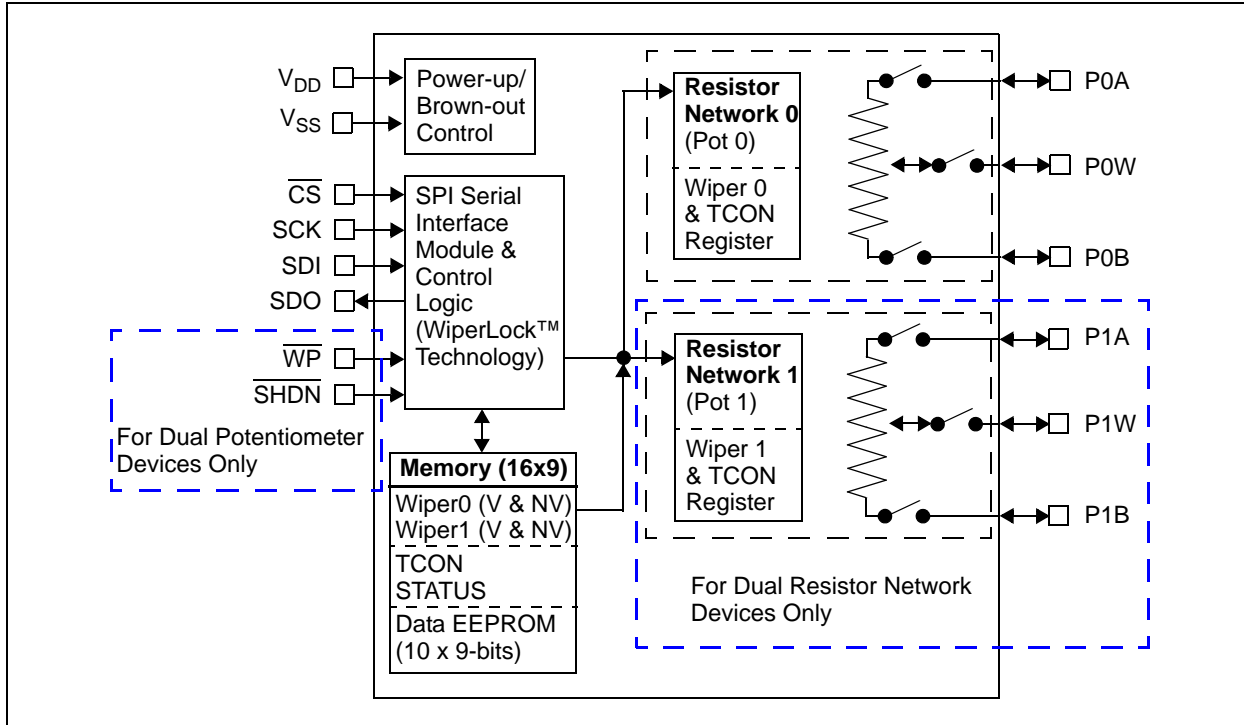 VDD
VSS
Power-up/
Brown-out
Control
CS
SCK
SDI
SDO
WP
SHDN
SPI Serial
Interface
Module &
Control
Logic
(WiperLock™
Technology)
For Dual Potentiometer
Devices Only
Memory (16x9)
Wiper0 (V & NV)
Wiper1 (V & NV)
TCON
STATUS
Data EEPROM
(10 x 9-bits)
Resistor
Network 0
(Pot 0)
Wiper 0
& TCON
Register
P0A
P0W
P0B
Resistor
Network 1
(Pot 1)
Wiper 1
& TCON
Register
P1A
P1W
P1B
For Dual Resistor Network
Devices Only